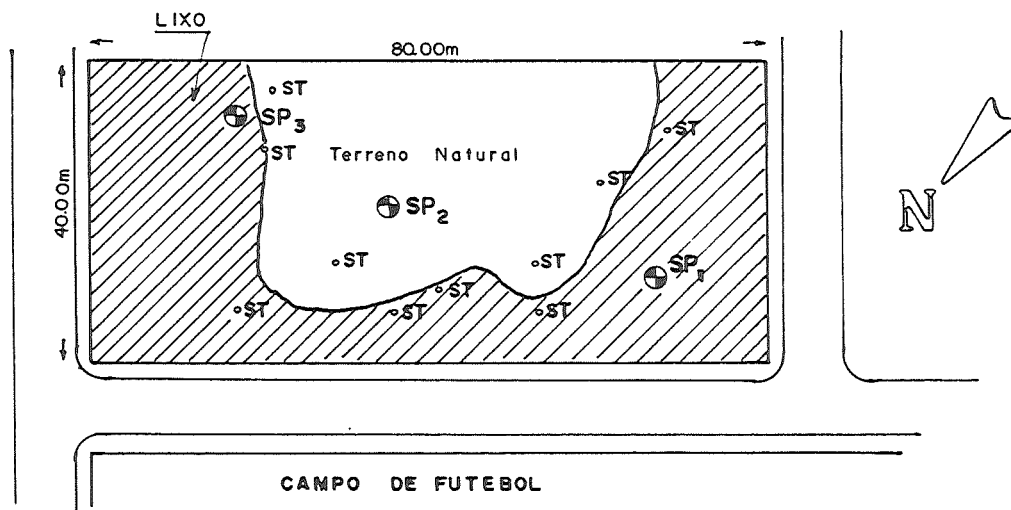 LIXO
80.00m
ST
SP3
ST
ST
Terreno Natural
ST
40.00m
SP2
N
ST
ST
SP1
ST
ST
ST
ST
CAMPO DE FUTEBOL